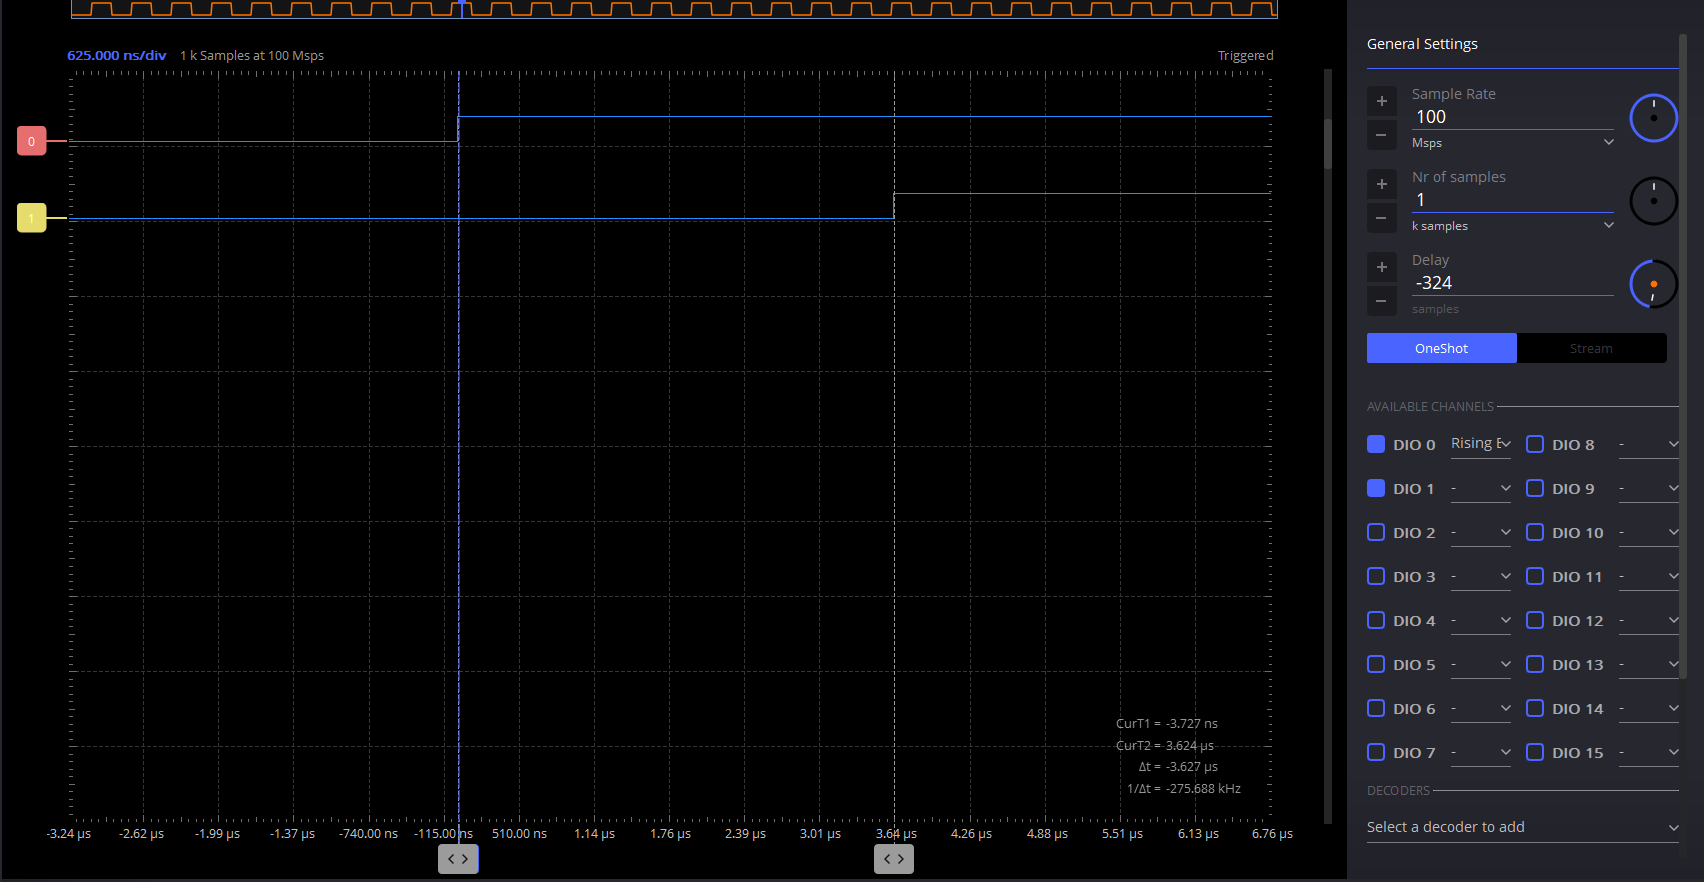 625.000 ns/div 1 k Samples at 100 Msps Triggered
0
1
CurT1 = -3.727 ns
CurT2 = 3.624 µs
Δt = -3.627 µs
1/Δt = -275.688 kHz
-3.24 µs -2.62 µs -1.99 µs -1.37 µs -740.00 ns -115.00 ns 510.00 ns 1.14 µs 1.76 µs 2.39 µs 3.01 µs 3.64 µs 4.26 µs 4.88 µs 5.51 µs 6.13 µs 6.76 µs
General Settings
Sample Rate
100
Msps
Nr of samples
1
k samples
Delay
-324
samples
OneShot Stream
AVAILABLE CHANNELS
DIO 0 Rising E DIO 8 -
DIO 1 - DIO 9 -
DIO 2 - DIO 10 -
DIO 3 - DIO 11 -
DIO 4 - DIO 12 -
DIO 5 - DIO 13 -
DIO 6 - DIO 14 -
DIO 7 - DIO 15 -
DECODERS
Select a decoder to add